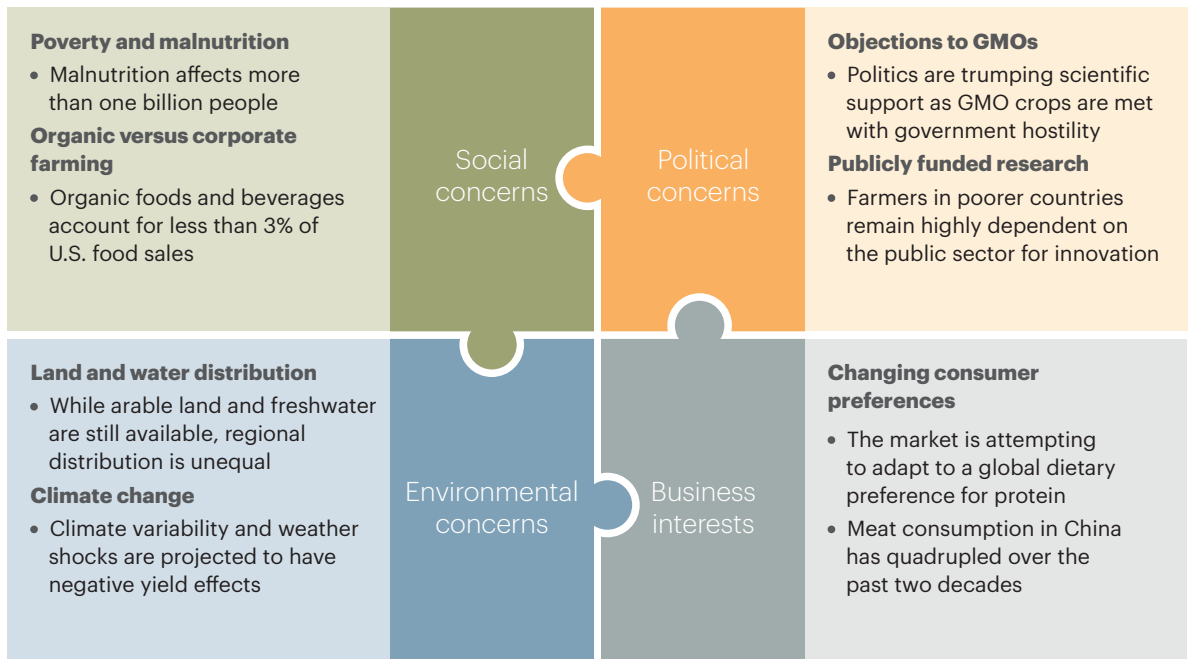 Poverty and malnutrition
• Malnutrition affects more
than one billion people
Organic versus corporate
farming
• Organic foods and beverages
account for less than 3% of
U.S. food sales
Social
concerns
Political
concerns
Objections to GMOs
• Politics are trumping scientific
support as GMO crops are met
with government hostility
Publicly funded research
• Farmers in poorer countries
remain highly dependent on
the public sector for innovation
Land and water distribution
• While arable land and freshwater
are still available, regional
distribution is unequal
Climate change
• Climate variability and weather
shocks are projected to have
negative yield effects
Environmental
concerns
Business
interests
Changing consumer
preferences
• The market is attempting
to adapt to a global dietary
preference for protein
• Meat consumption in China
has quadrupled over the
past two decades